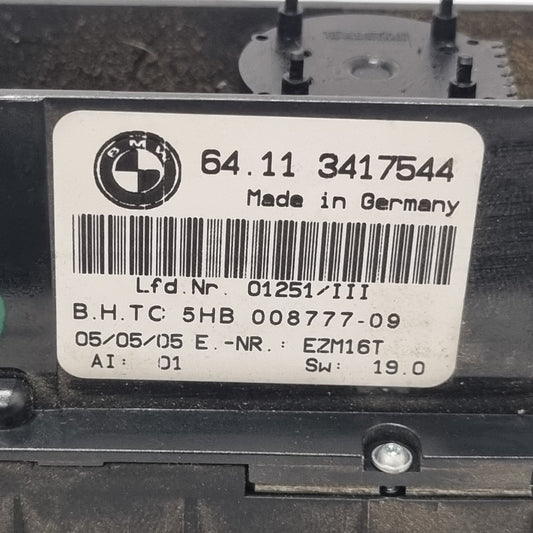 BMW
64.11 3417544
Made in Germany
Lfd.Nr. 01251/III
B.H.TC: 5HB 008777-09
05/05/05 E.-NR.: EZM16T
AI: 01 Sw: 19.0